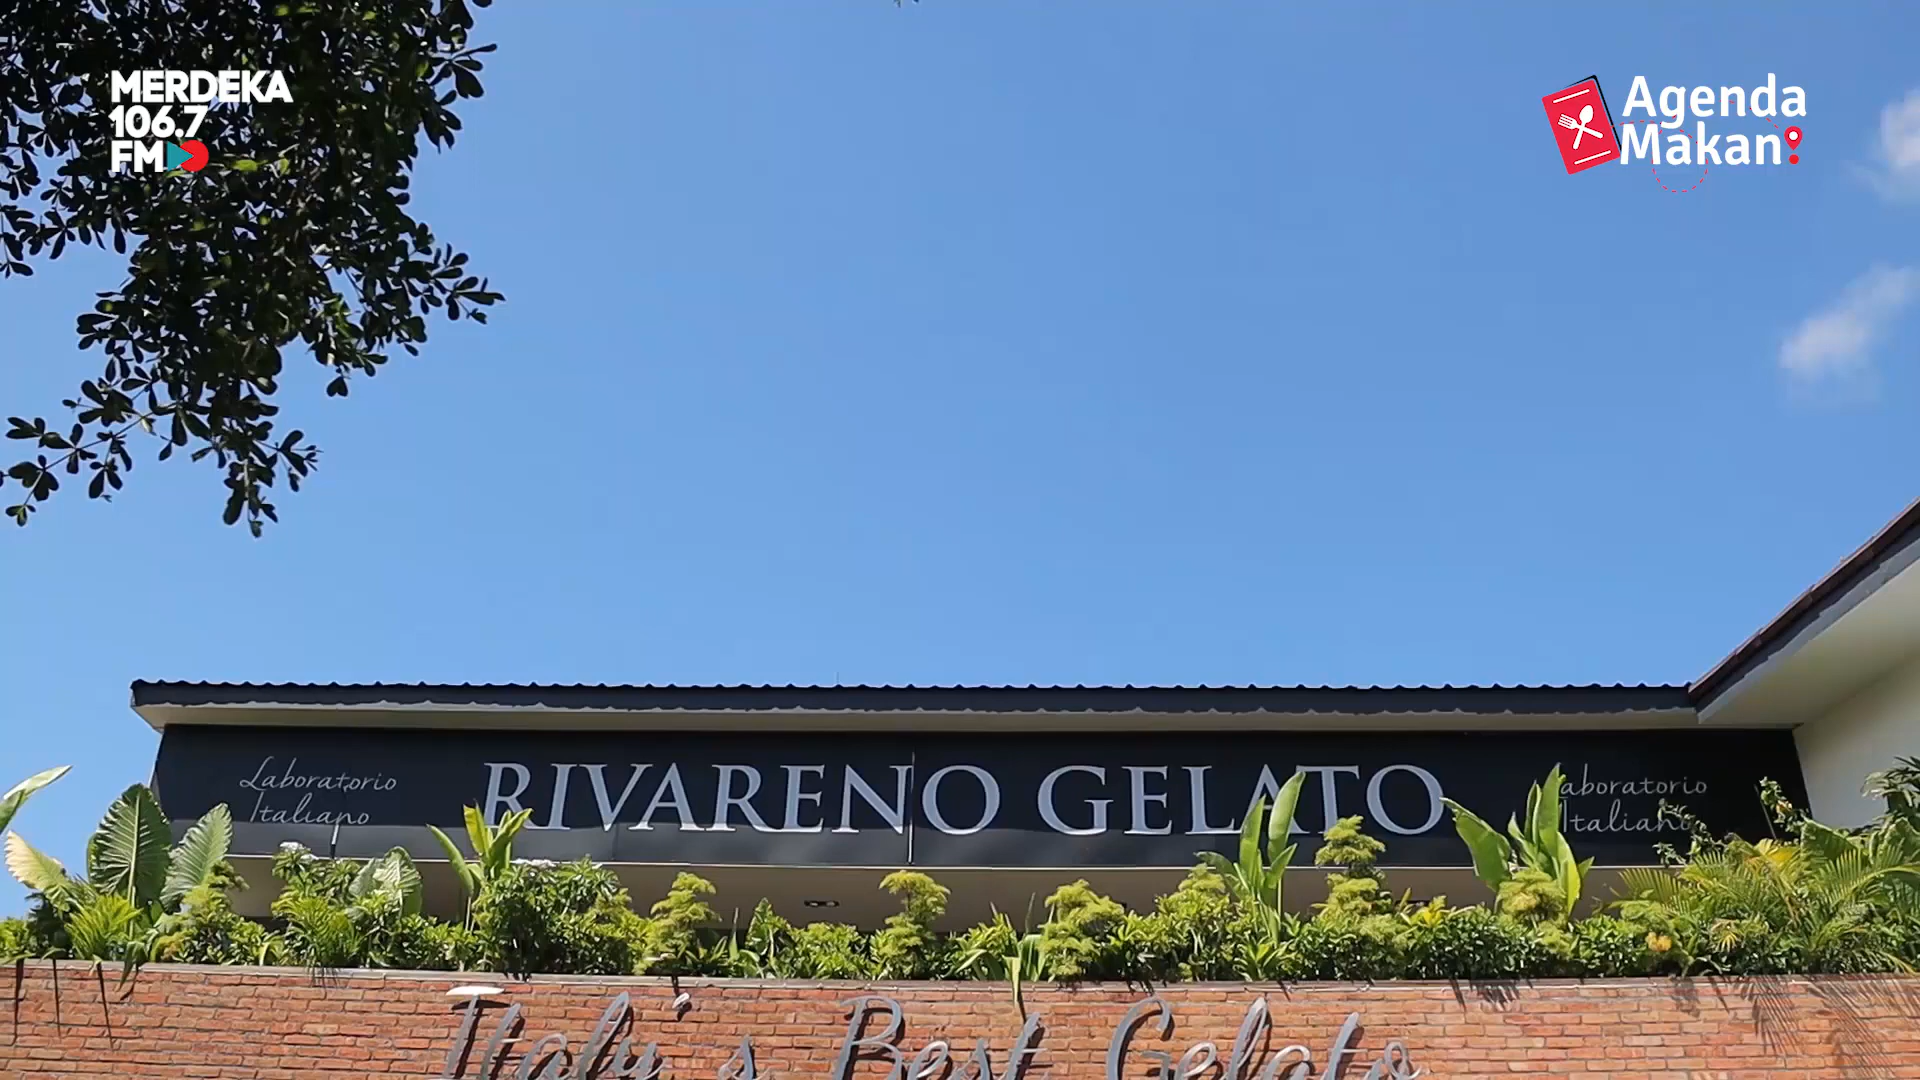 MERDEKA
106.7
FM
Agenda
Makan
Laboratorio
Italiano
RIVARENO GELATO
Laboratorio
Italiano
Italy's Best Gelato